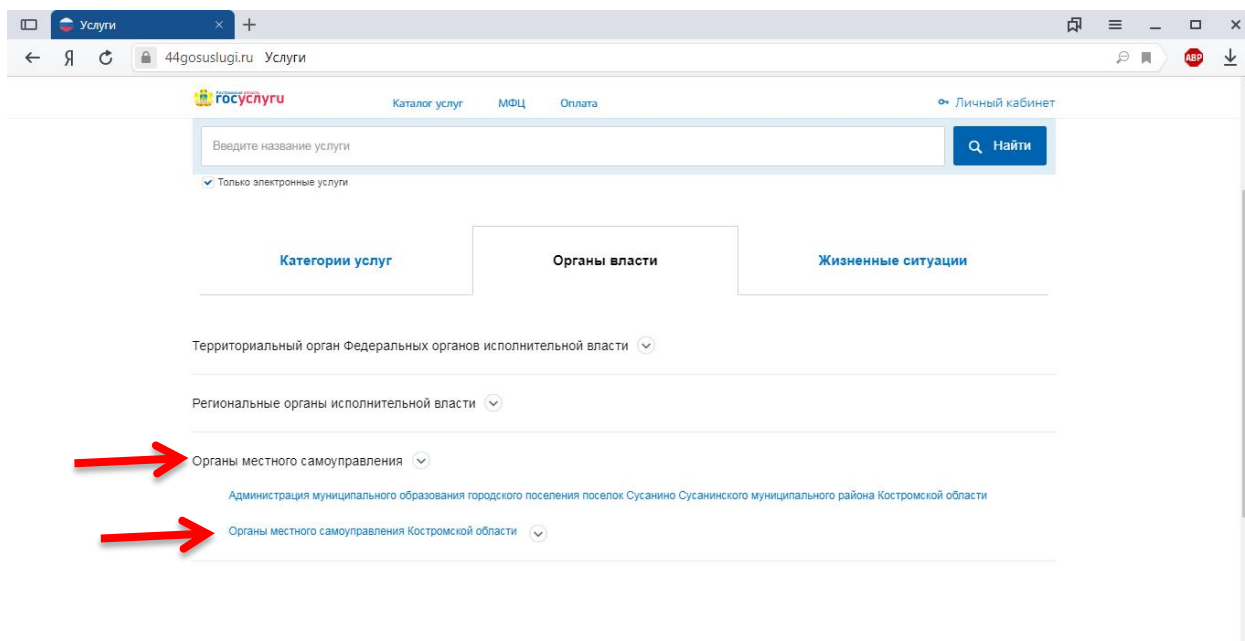 Услуги
Я 44gosuslugi.ru Услуги ABP
Костромская область
госуслуги
Каталог услуг МФЦ Оплата Личный кабинет
Введите название услуги Найти
Только электронные услуги
Категории услуг Органы власти Жизненные ситуации
Территориальный орган Федеральных органов исполнительной власти
Региональные органы исполнительной власти
Органы местного самоуправления
Администрация муниципального образования городского поселения поселок Сусанино Сусанинского муниципального района Костромской области
Органы местного самоуправления Костромской области